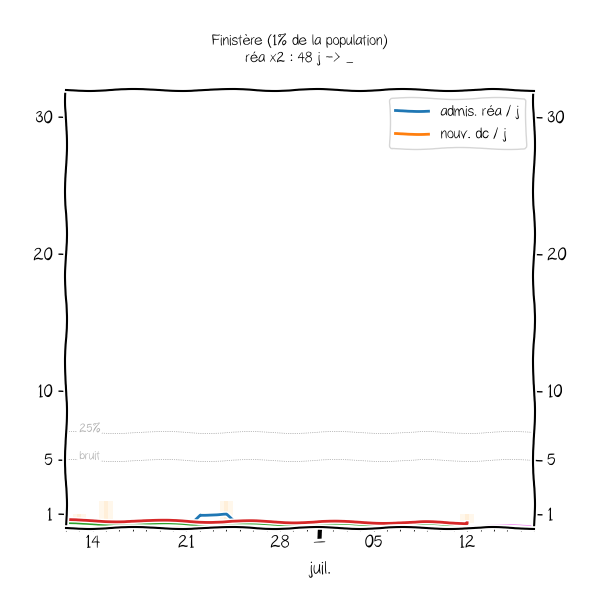 Finistère (1% de la population)
réa x2 : 48 j -> _
admis. réa / j
nouv. dc / j
30
30
20
20
10
10
25%
5
bruit
5
1
1
14
21
28
05
12
juil.